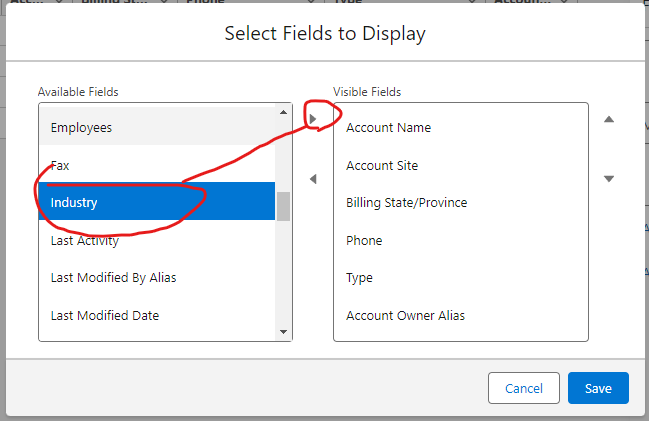 Select Fields to Display
Available Fields
Visible Fields
Employees
Fax
Industry
Last Activity
Last Modified By Alias
Last Modified Date
Account Name
Account Site
Billing State/Province
Phone
Type
Account Owner Alias
Cancel
Save